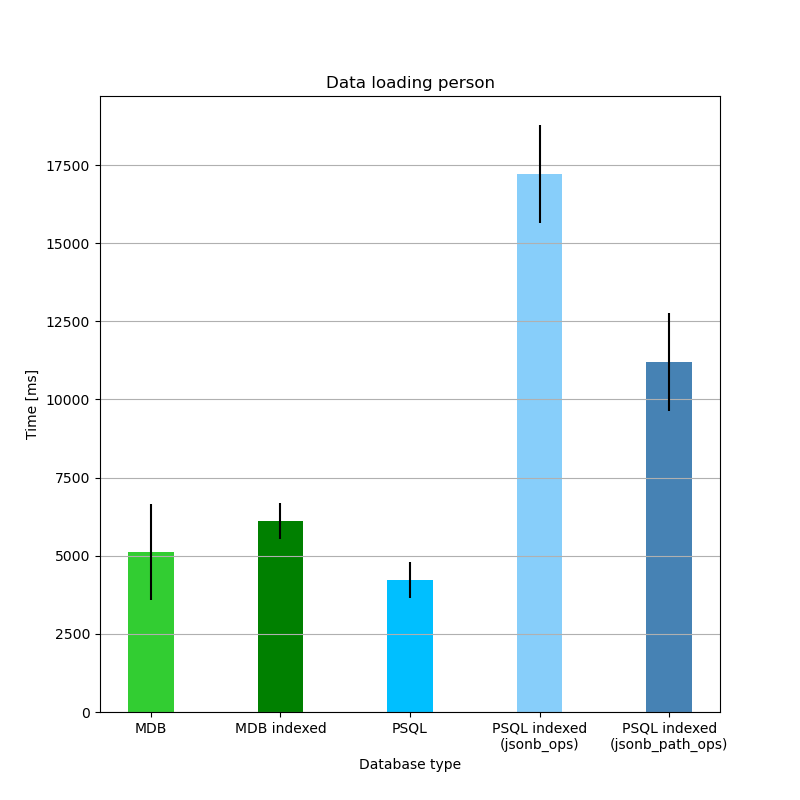 Data loading person
17500
15000
12500
10000
7500
5000
2500
0
Time [ms]
MDB
MDB indexed
PSQL
PSQL indexed
(jsonb_ops)
PSQL indexed
(jsonb_path_ops)
Database type